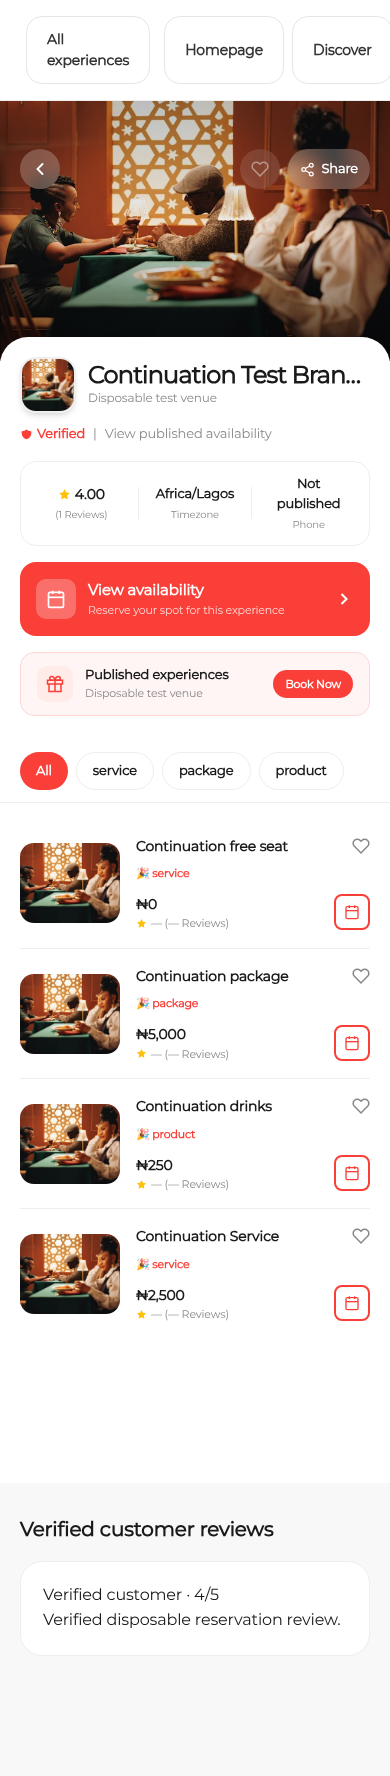 All
experiences
Homepage
Discover
Share
Continuation Test Bran...
Disposable test venue
Verified | View published availability
4.00
(1 Reviews)
Africa/Lagos
Timezone
Not
published
Phone
View availability
Reserve your spot for this experience
Published experiences
Disposable test venue
Book Now
All
service
package
product
Continuation free seat
service
₦0
— (— Reviews)
Continuation package
package
₦5,000
— (— Reviews)
Continuation drinks
product
₦250
— (— Reviews)
Continuation Service
service
₦2,500
— (— Reviews)
Verified customer reviews
Verified customer · 4/5
Verified disposable reservation review.